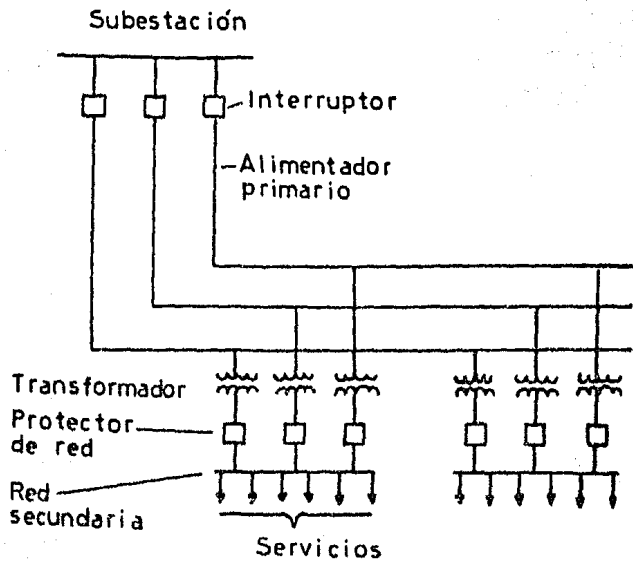 Subestación
Interruptor
Alimentador
primario
Transformador
Protector
de red
Red
secundaria
Servicios